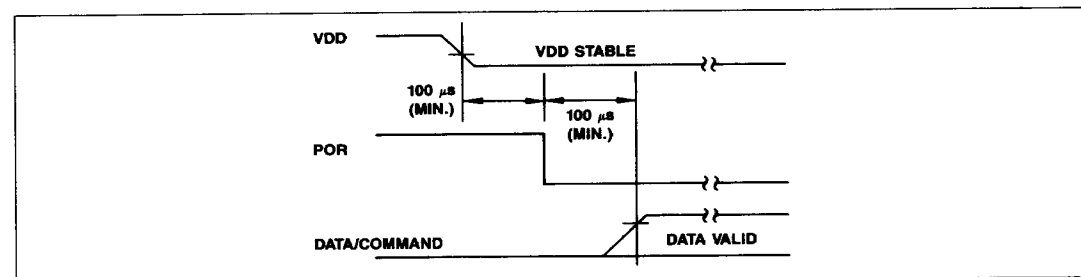 VDD
VDD STABLE
100 μs
(MIN.)
100 μs
(MIN.)
POR
DATA/COMMAND
DATA VALID